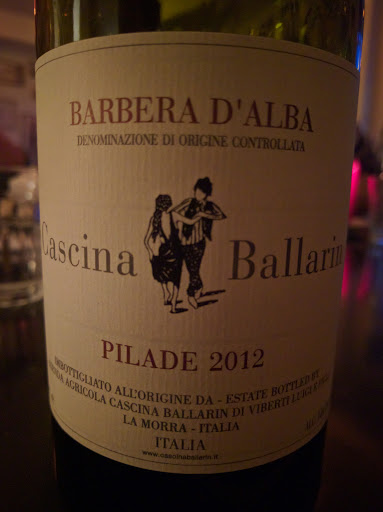 BARBERA D'ALBA
DENOMINAZIONE DI ORIGINE CONTROLLATA
Cascina Ballarin
PILADE 2012
IMBOTTIGLIATO ALL'ORIGINE DA - ESTATE BOTTLED BY
AGRICOLA CASCINA BALLARIN DI VIBERTI LUIGI
LA MORRA - ITALIA
ITALIA
www.cascinaballarin.it